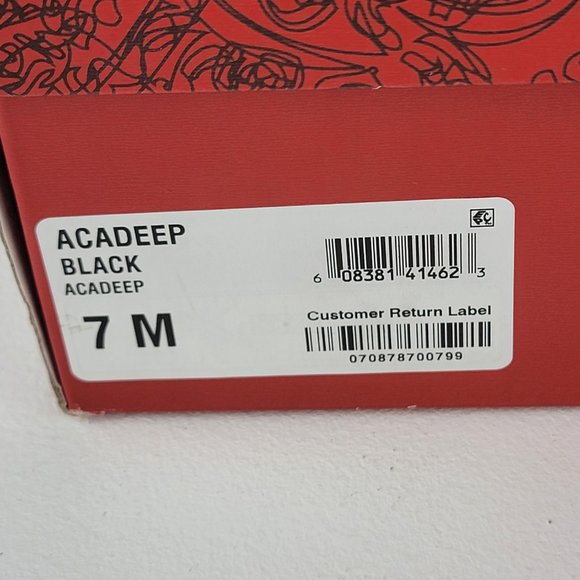 ACADEEP
BLACK
ACADEEP
7 M
6 08381 41462 3
Customer Return Label
070878700799